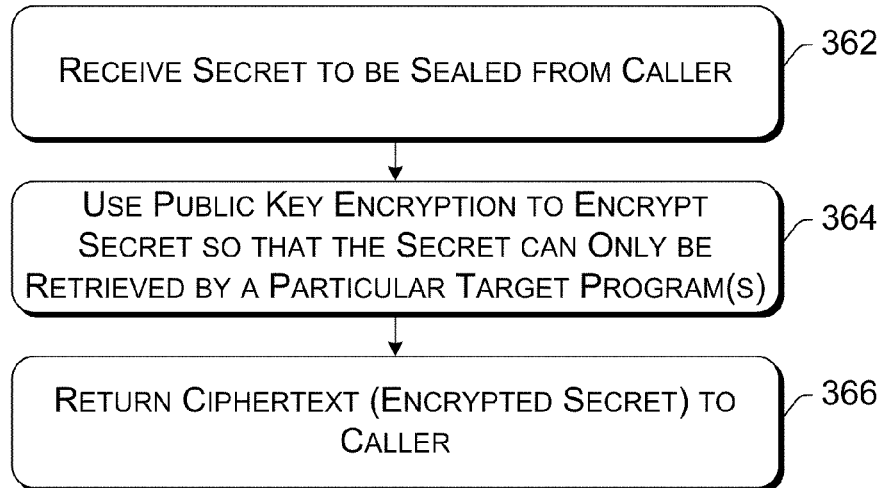 RECEIVE SECRET TO BE SEALED FROM CALLER
362
USE PUBLIC KEY ENCRYPTION TO ENCRYPT
SECRET SO THAT THE SECRET CAN ONLY BE
RETRIEVED BY A PARTICULAR TARGET PROGRAM(S)
364
RETURN CIPHERTEXT (ENCRYPTED SECRET) TO
CALLER
366